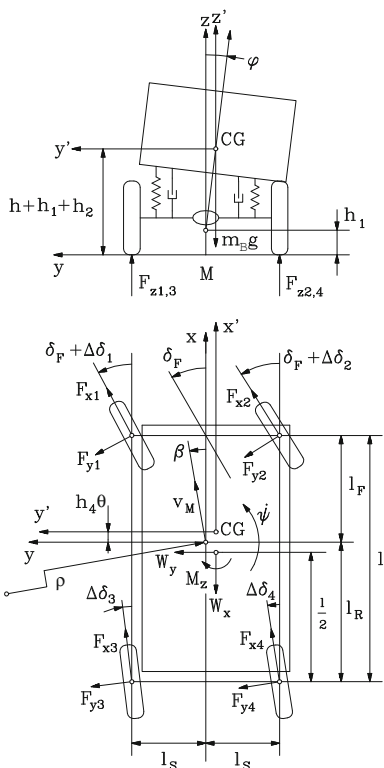 z z'
φ
y' CG
h+h₁+h₂
h₁
m_Bg
y M
F_z1,3 F_z2,4
x x'
δ_F+Δδ₁ δ_F δ_F+Δδ₂
F_x1 F_x2
F_y1 β F_y2
v_M l_F
h₄θ
y' CG ψ̇
y l
W_y
ρ M_z
W_x l/2 l_R
Δδ₃ Δδ₄
F_x3 F_x4
F_y3 F_y4
l_S l_S